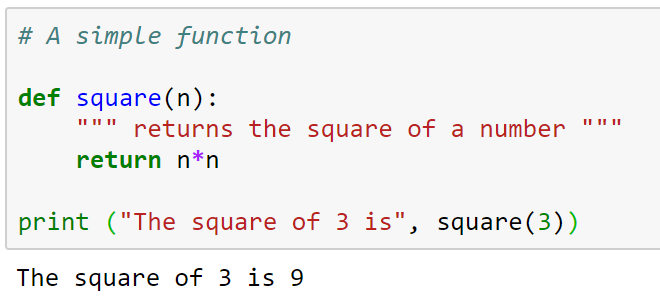 # A simple function
def square(n):
    """ returns the square of a number """
    return n*n
print ("The square of 3 is", square(3))
The square of 3 is 9